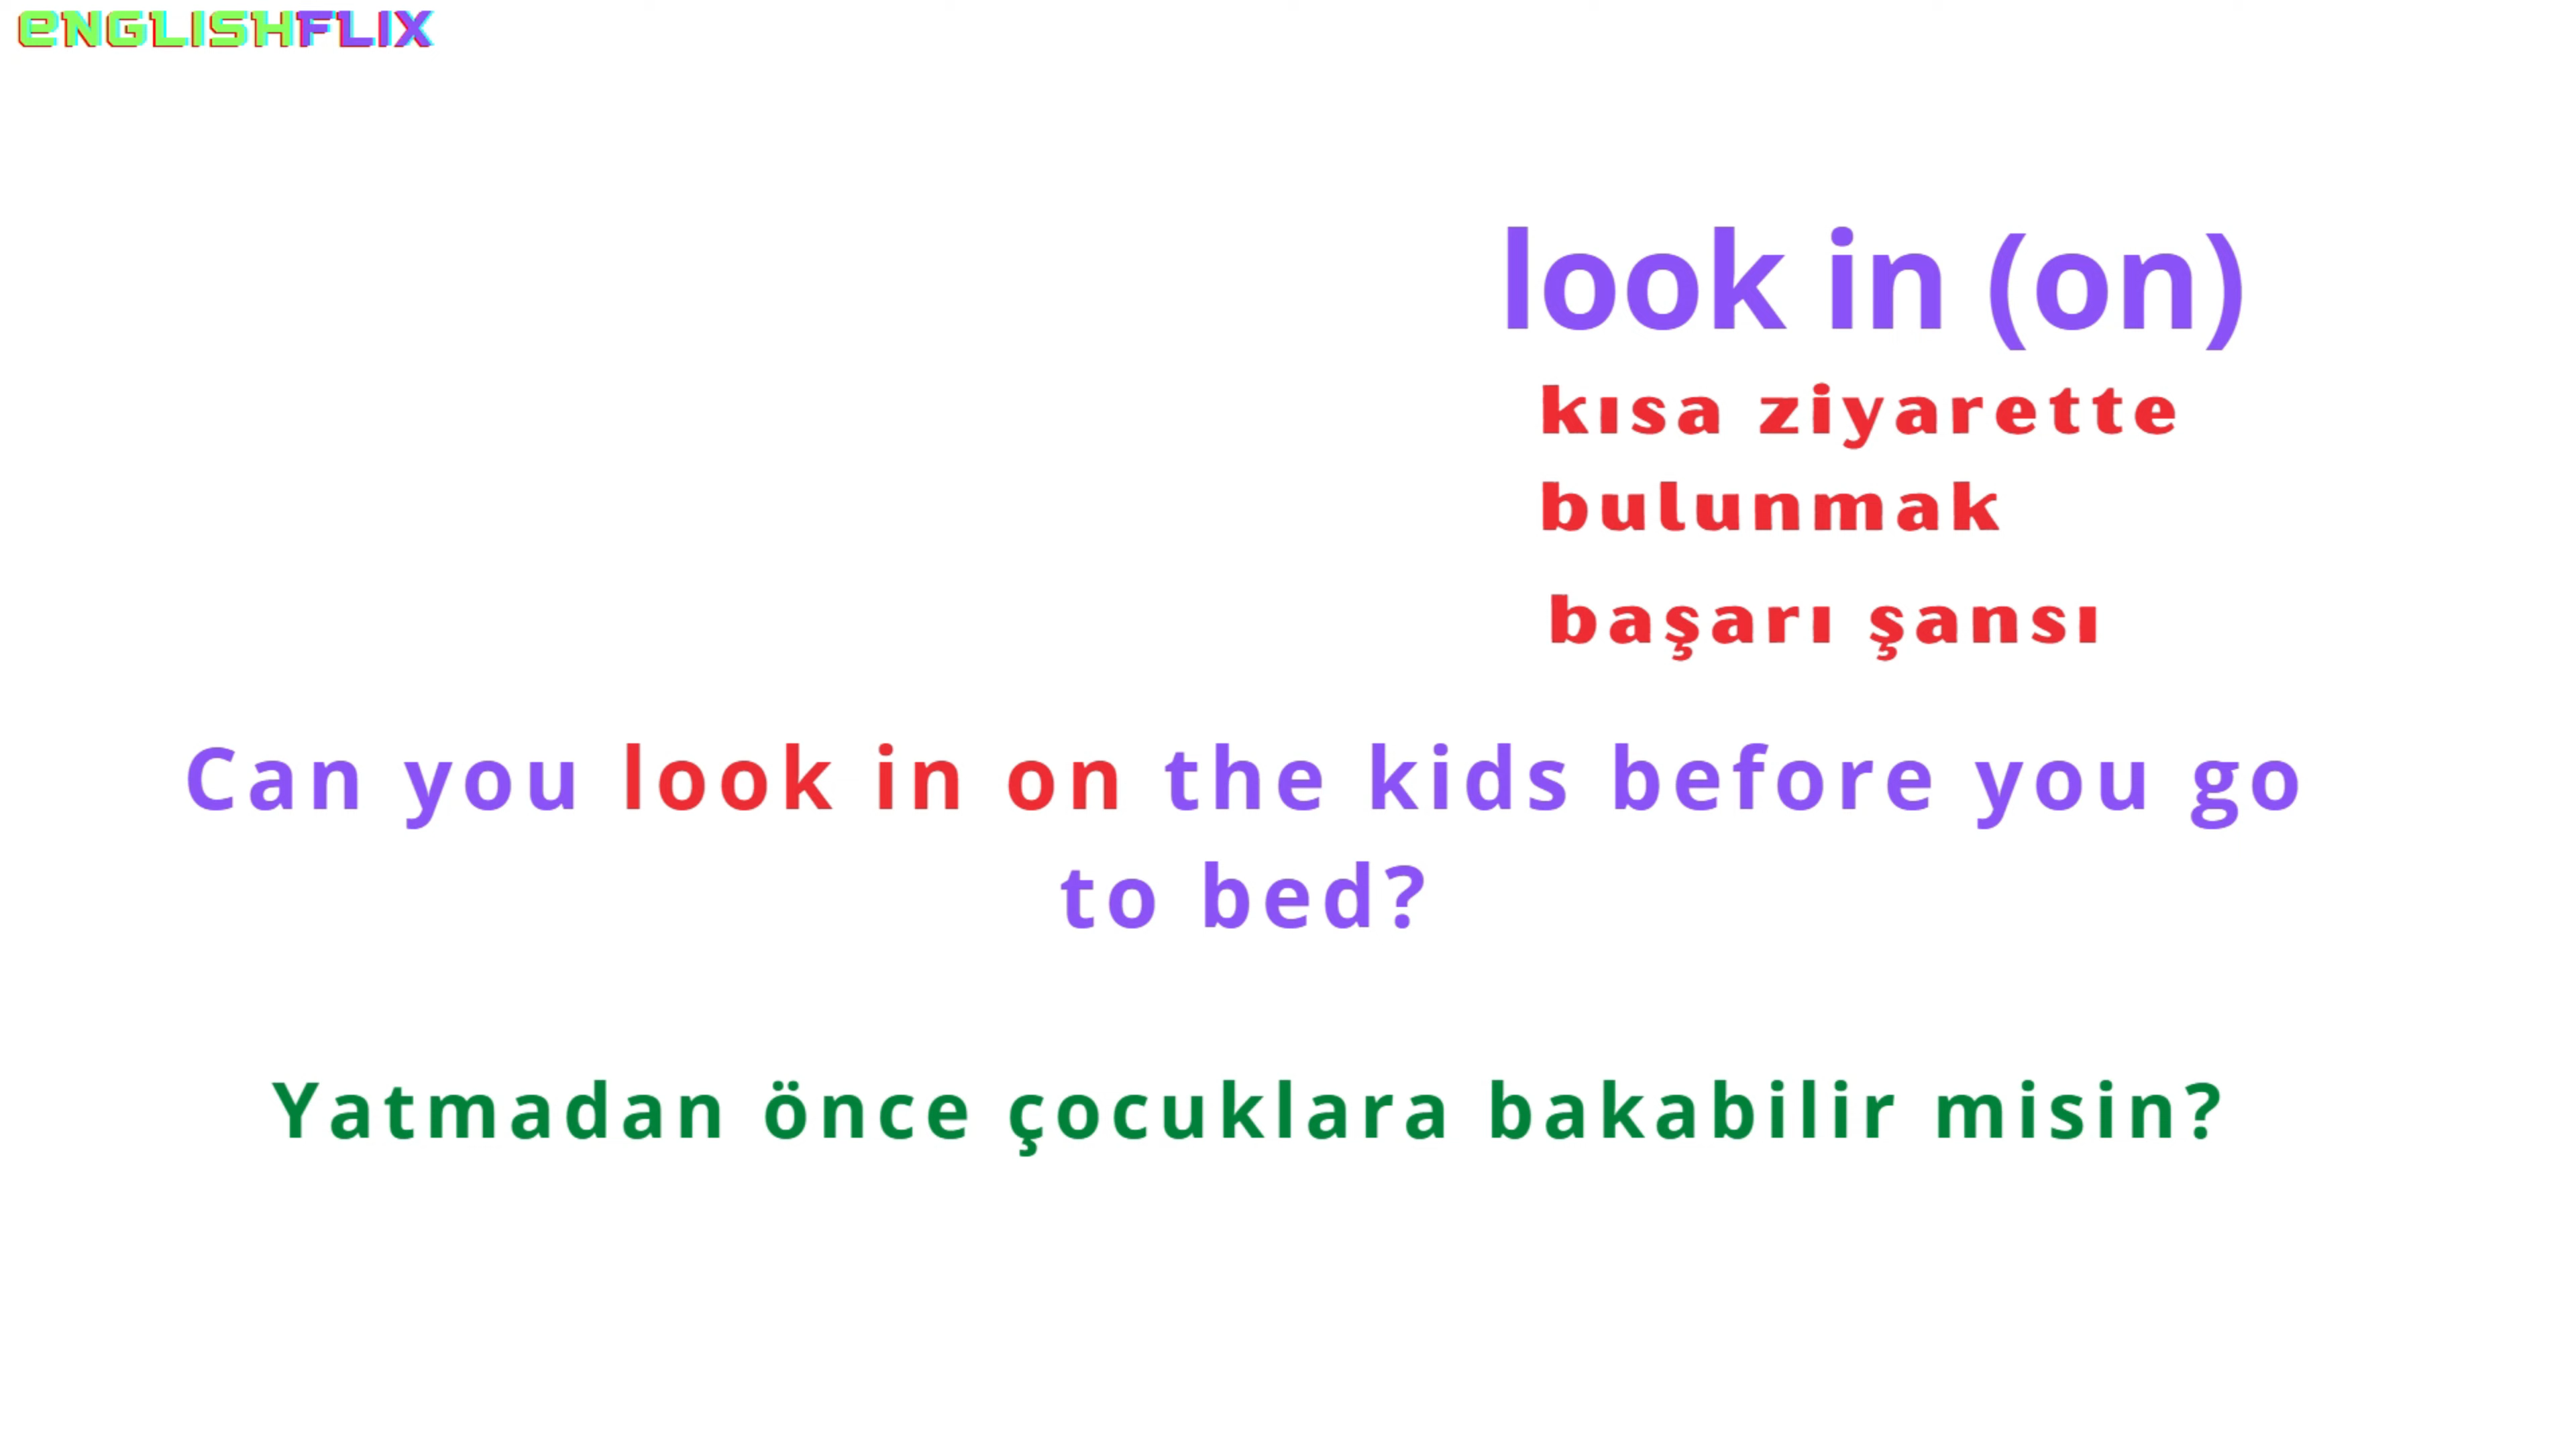 eNGLISHFLIX
look in (on)
kısa ziyarette
bulunmak
başarı şansı
Can you look in on the kids before you go
to bed?
Yatmadan önce çocuklara bakabilir misin?